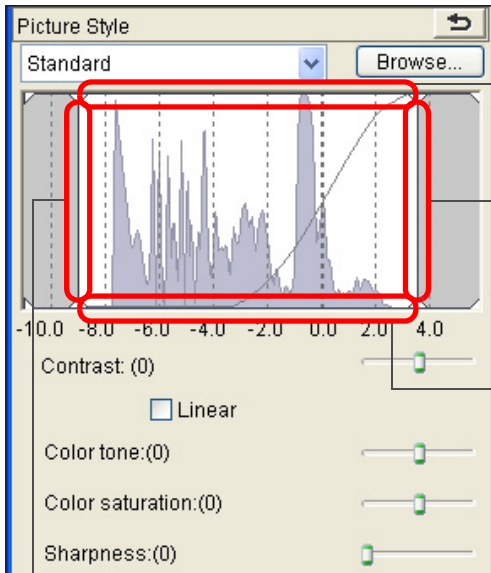 Picture Style
Standard Browse...
-10.0 -8.0 -6.0 -4.0 -2.0 0.0 2.0 4.0
Contrast: (0)
Linear
Color tone:(0)
Color saturation:(0)
Sharpness:(0)